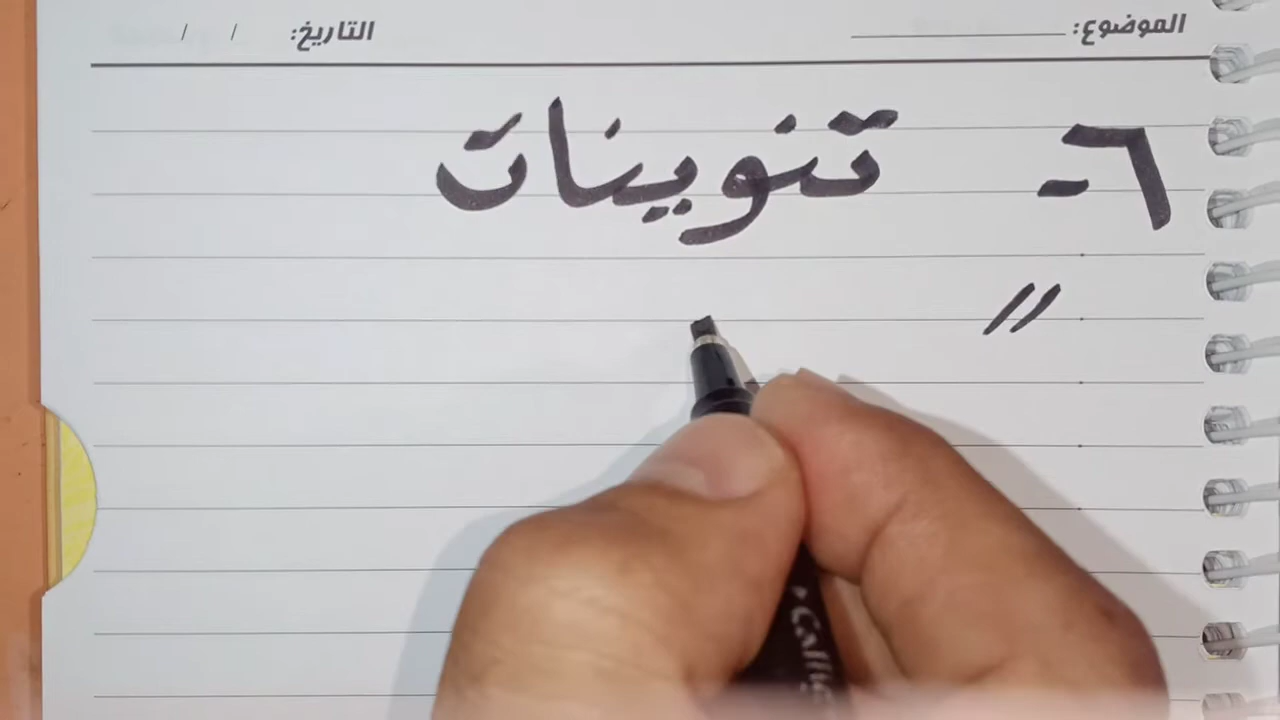 الموضوع: التاريخ: / /
٦- تنوينات
〃